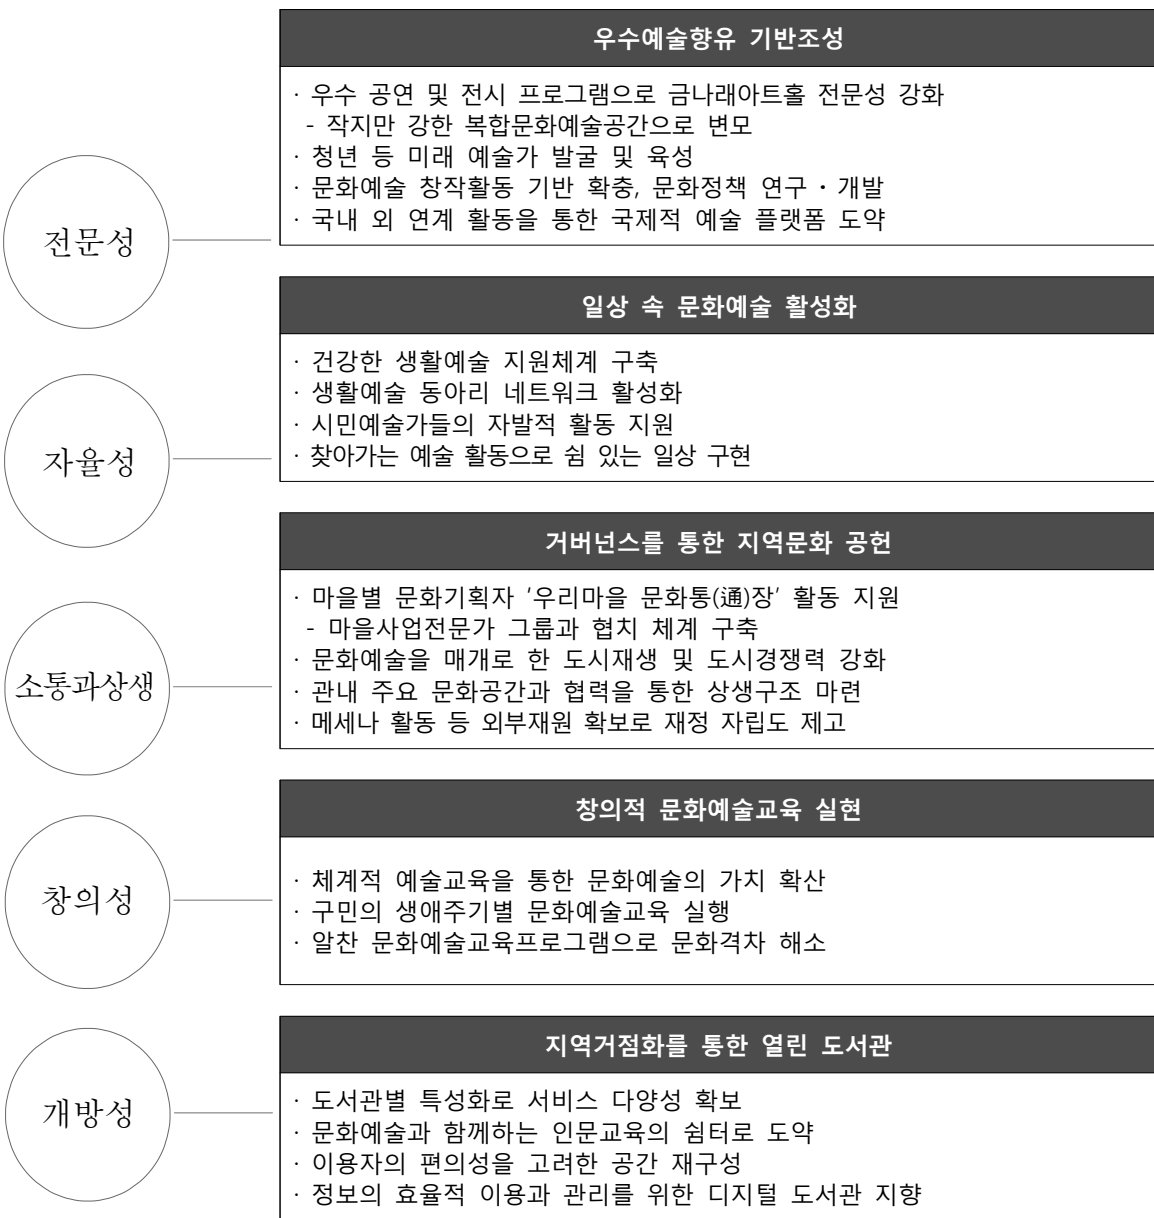 전문성
우수예술향유 기반조성
· 우수 공연 및 전시 프로그램으로 금나래아트홀 전문성 강화
- 작지만 강한 복합문화예술공간으로 변모
· 청년 등 미래 예술가 발굴 및 육성
· 문화예술 창작활동 기반 확충, 문화정책 연구・개발
· 국내 외 연계 활동을 통한 국제적 예술 플랫폼 도약
자율성
일상 속 문화예술 활성화
· 건강한 생활예술 지원체계 구축
· 생활예술 동아리 네트워크 활성화
· 시민예술가들의 자발적 활동 지원
· 찾아가는 예술 활동으로 쉼 있는 일상 구현
소통과상생
거버넌스를 통한 지역문화 공헌
· 마을별 문화기획자 '우리마을 문화통(通)장' 활동 지원
- 마을사업전문가 그룹과 협치 체계 구축
· 문화예술을 매개로 한 도시재생 및 도시경쟁력 강화
· 관내 주요 문화공간과 협력을 통한 상생구조 마련
· 메세나 활동 등 외부재원 확보로 재정 자립도 제고
창의성
창의적 문화예술교육 실현
· 체계적 예술교육을 통한 문화예술의 가치 확산
· 구민의 생애주기별 문화예술교육 실행
· 알찬 문화예술교육프로그램으로 문화격차 해소
개방성
지역거점화를 통한 열린 도서관
· 도서관별 특성화로 서비스 다양성 확보
· 문화예술과 함께하는 인문교육의 쉼터로 도약
· 이용자의 편의성을 고려한 공간 재구성
· 정보의 효율적 이용과 관리를 위한 디지털 도서관 지향